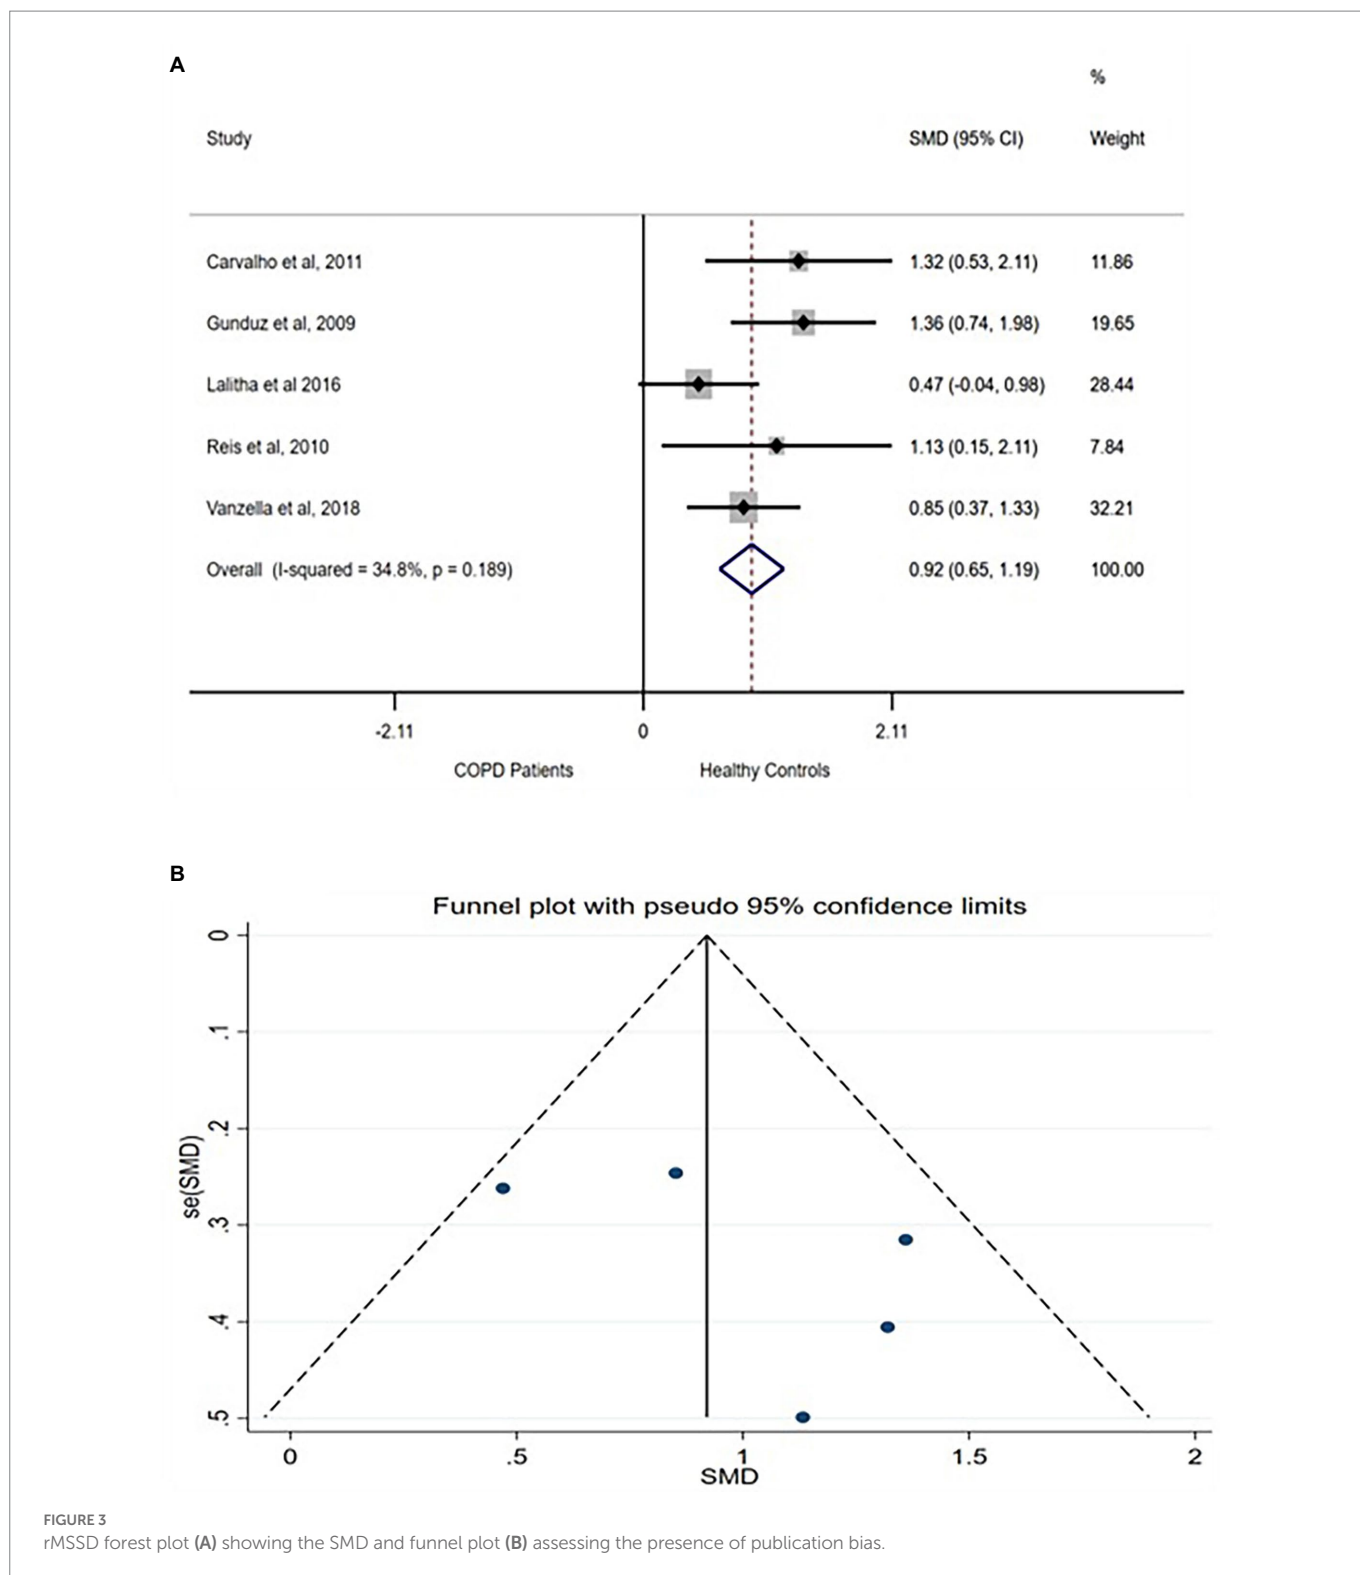 A
%
Study SMD (95% CI) Weight
Carvalho et al, 2011 1.32 (0.53, 2.11) 11.86
Gunduz et al, 2009 1.36 (0.74, 1.98) 19.65
Lalitha et al 2016 0.47 (-0.04, 0.98) 28.44
Reis et al, 2010 1.13 (0.15, 2.11) 7.84
Vanzella et al, 2018 0.85 (0.37, 1.33) 32.21
Overall (I-squared = 34.8%, p = 0.189) 0.92 (0.65, 1.19) 100.00
-2.11 0 2.11
COPD Patients Healthy Controls
B
Funnel plot with pseudo 95% confidence limits
0
.1
.2
se(SMD)
.3
.4
.5
0 .5 1 1.5 2
SMD
FIGURE 3
rMSSD forest plot (A) showing the SMD and funnel plot (B) assessing the presence of publication bias.